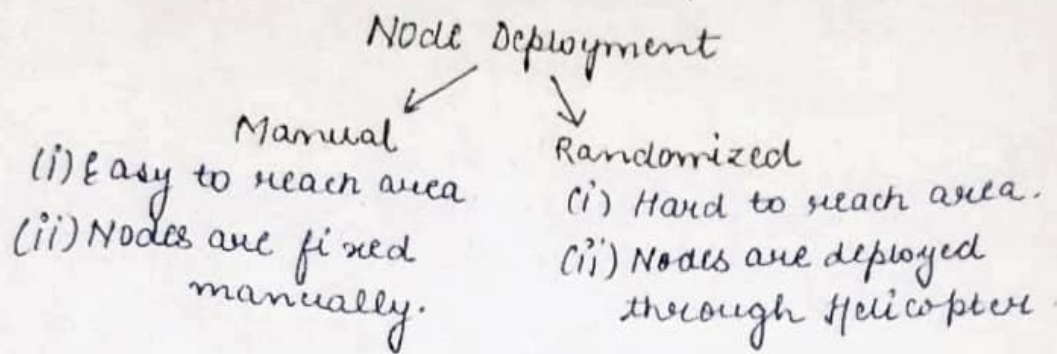 Node Deployment
Manual
(i) Easy to reach area
(ii) Nodes are fixed
manually.
Randomized
(i) Hard to reach area.
(ii) Nodes are deployed
through Helicopter